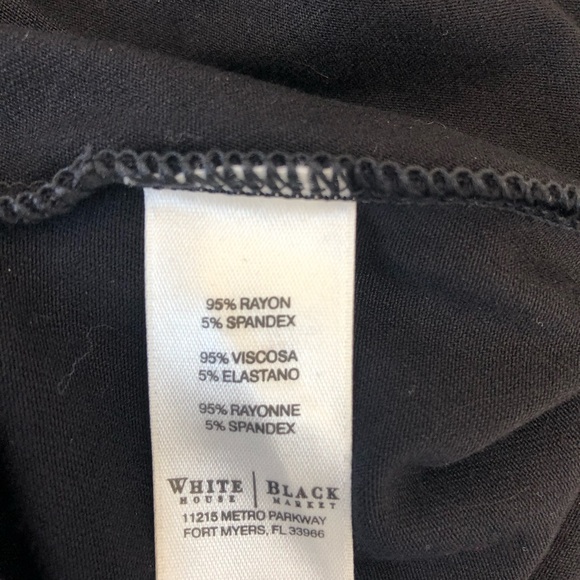 95% RAYON
5% SPANDEX
95% VISCOSA
5% ELASTANO
95% RAYONNE
5% SPANDEX
WHITE | BLACK
HOUSE MARKET
11215 METRO PARKWAY
FORT MYERS, FL 33966